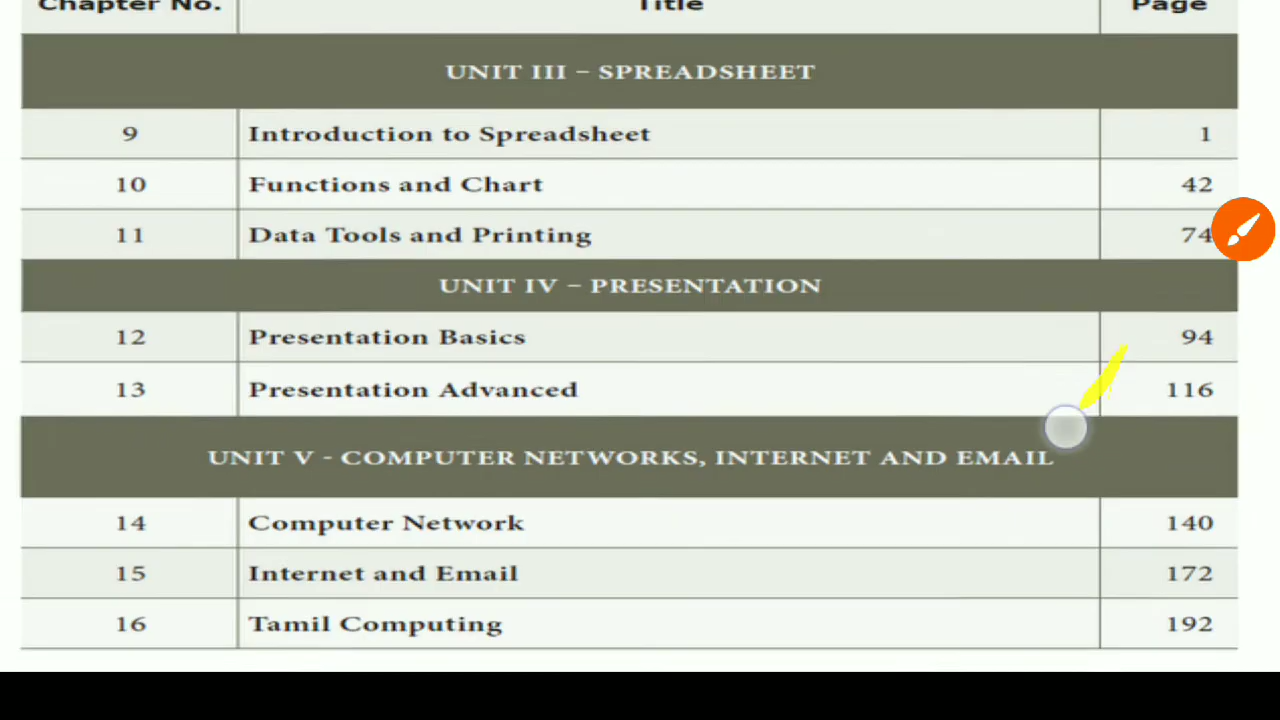 Chapter No. Title Page
UNIT III – SPREADSHEET
9 Introduction to Spreadsheet 1
10 Functions and Chart 42
11 Data Tools and Printing 74
UNIT IV – PRESENTATION
12 Presentation Basics 94
13 Presentation Advanced 116
UNIT V - COMPUTER NETWORKS, INTERNET AND EMAIL
14 Computer Network 140
15 Internet and Email 172
16 Tamil Computing 192